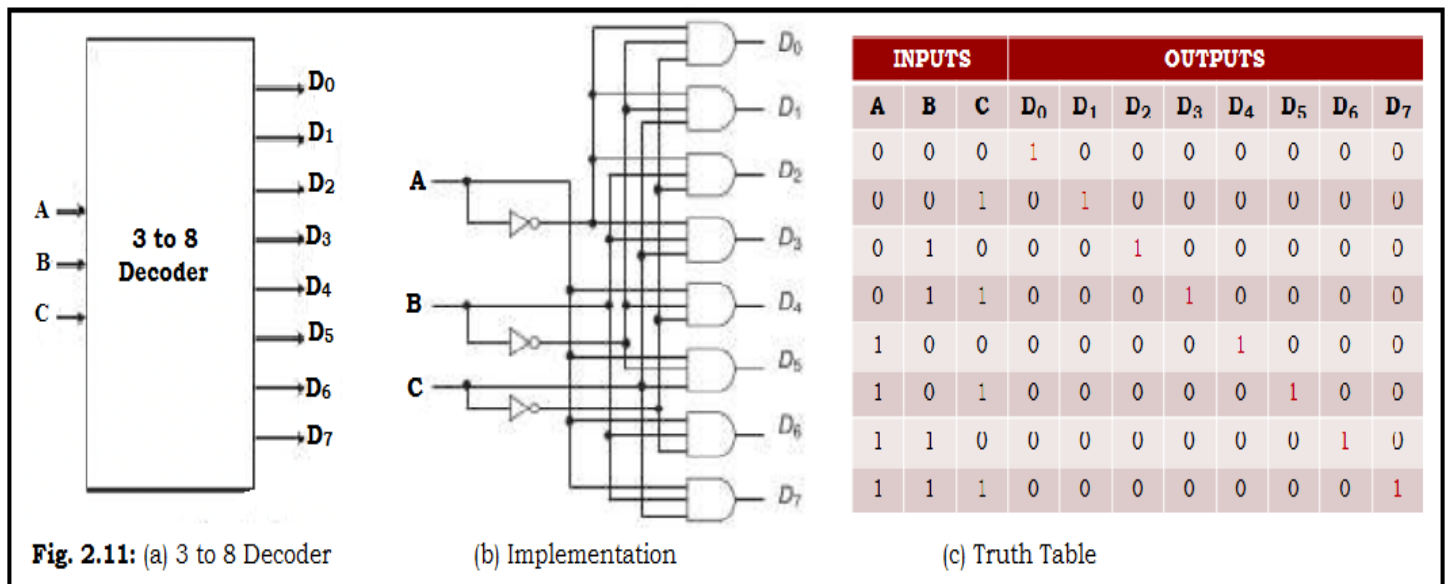 A
B
C
3 to 8
Decoder
D0
D1
D2
D3
D4
D5
D6
D7
A
B
C
D0
D1
D2
D3
D4
D5
D6
D7
INPUTS OUTPUTS
A B C D0 D1 D2 D3 D4 D5 D6 D7
0 0 0 1 0 0 0 0 0 0 0
0 0 1 0 1 0 0 0 0 0 0
0 1 0 0 0 1 0 0 0 0 0
0 1 1 0 0 0 1 0 0 0 0
1 0 0 0 0 0 0 1 0 0 0
1 0 1 0 0 0 0 0 1 0 0
1 1 0 0 0 0 0 0 0 1 0
1 1 1 0 0 0 0 0 0 0 1
Fig. 2.11: (a) 3 to 8 Decoder (b) Implementation (c) Truth Table